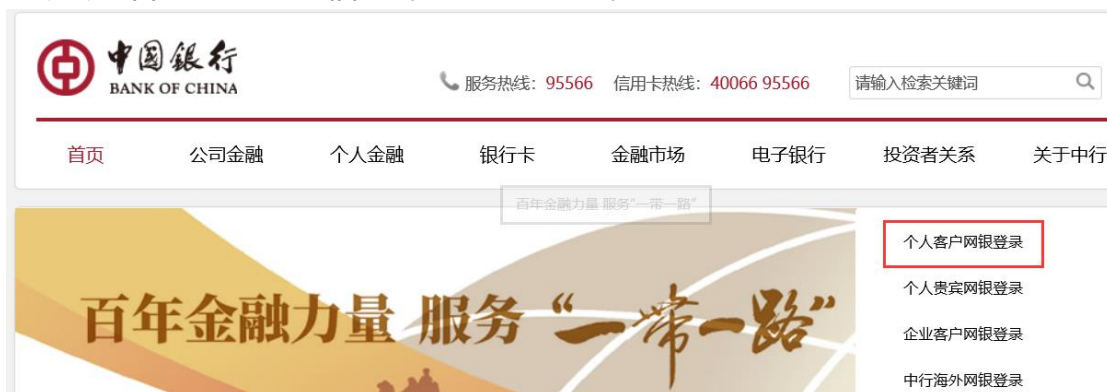 中国銀行
BANK OF CHINA
服务热线：95566 信用卡热线：40066 95566 请输入检索关键词
首页 公司金融 个人金融 银行卡 金融市场 电子银行 投资者关系 关于中行
百年金融力量 服务“一带一路”
个人客户网银登录
个人贵宾网银登录
百年金融力量 服务“一带一路”
企业客户网银登录
中行海外网银登录